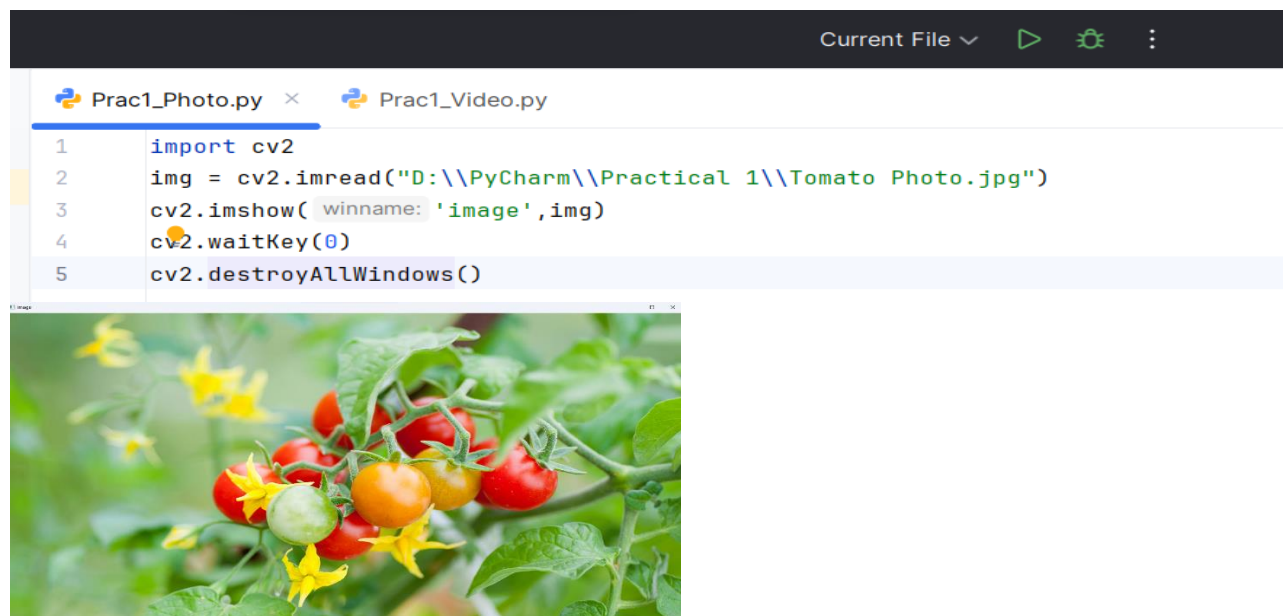 Current File
Prac1_Photo.py × Prac1_Video.py
1 import cv2
2 img = cv2.imread("D:\\PyCharm\\Practical 1\\Tomato Photo.jpg")
3 cv2.imshow( winname: 'image',img)
4 cv2.waitKey(0)
5 cv2.destroyAllWindows()
image